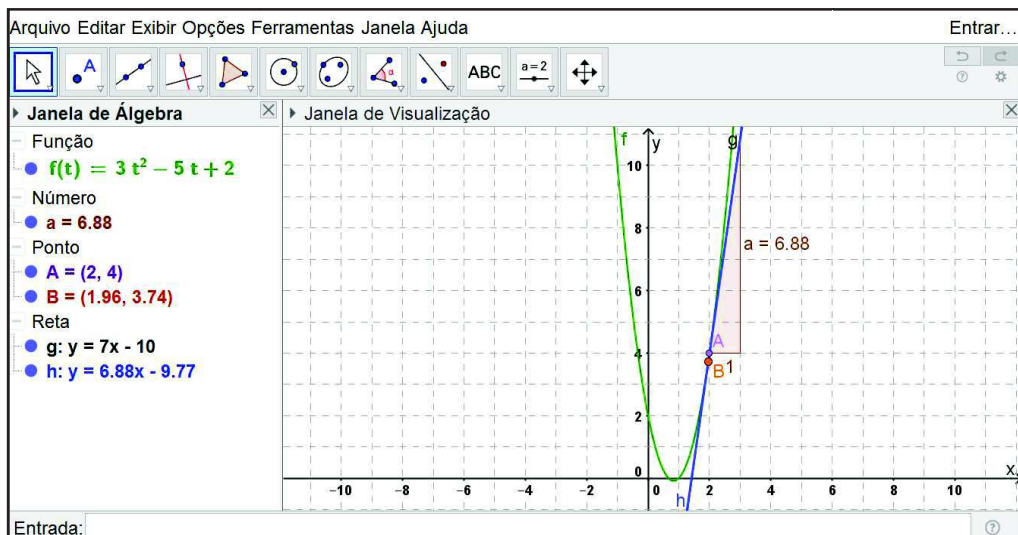 Arquivo Editar Exibir Opções Ferramentas Janela Ajuda Entrar...
A α ABC a = 2
Janela de Álgebra
Janela de Visualização
Função
f(t) = 3 t² – 5 t + 2
Número
a = 6.88
Ponto
A = (2, 4)
B = (1.96, 3.74)
Reta
g: y = 7x - 10
h: y = 6.88x - 9.77
f y g
10
8
a = 6.88
6
4 A
B 1
2
0 x
–10 –8 –6 –4 –2 0 2 4 6 8 10
h
Entrada: